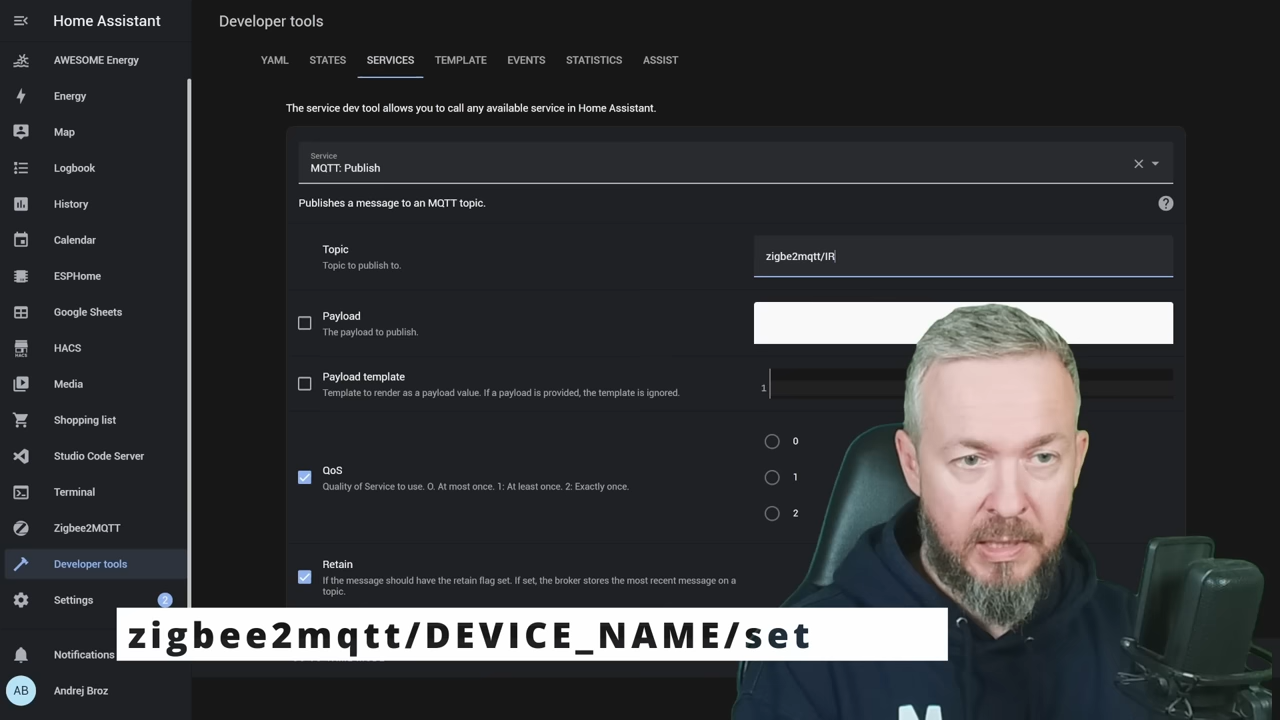 Home Assistant
Developer tools
AWESOME Energy
Energy
Map
Logbook
History
Calendar
ESPHome
Google Sheets
HACS
HACS
Media
Shopping list
Studio Code Server
Terminal
Zigbee2MQTT
Developer tools
Settings
2
Notifications
AB
Andrej Broz
YAML
STATES
SERVICES
TEMPLATE
EVENTS
STATISTICS
ASSIST
The service dev tool allows you to call any available service in Home Assistant.
Service
MQTT: Publish
Publishes a message to an MQTT topic.
Topic
Topic to publish to.
zigbe2mqtt/IR
Payload
The payload to publish.
Payload template
Template to render as a payload value. If a payload is provided, the template is ignored.
1
QoS
Quality of Service to use. 0. At most once. 1: At least once. 2: Exactly once.
0
1
2
Retain
If the message should have the retain flag set. If set, the broker stores the most recent message on a
topic.
zigbee2mqtt/DEVICE_NAME/set